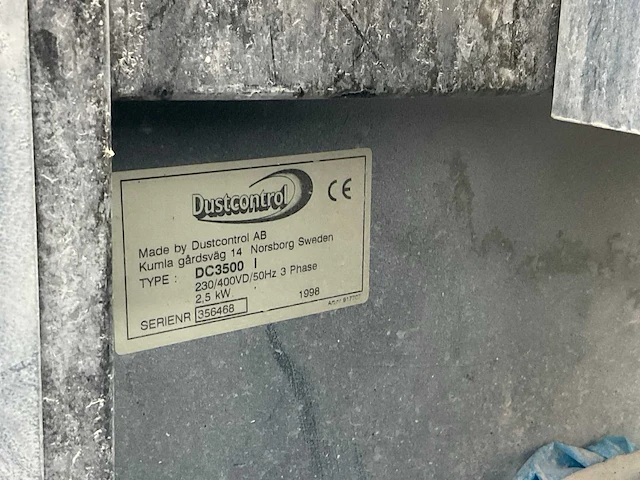 Dustcontrol CE
Made by Dustcontrol AB
Kumla gårdsväg 14 Norsborg Sweden
TYPE : DC3500 I
230/400VD/50Hz 3 Phase
2,5 kW 1998
SERIENR 356468